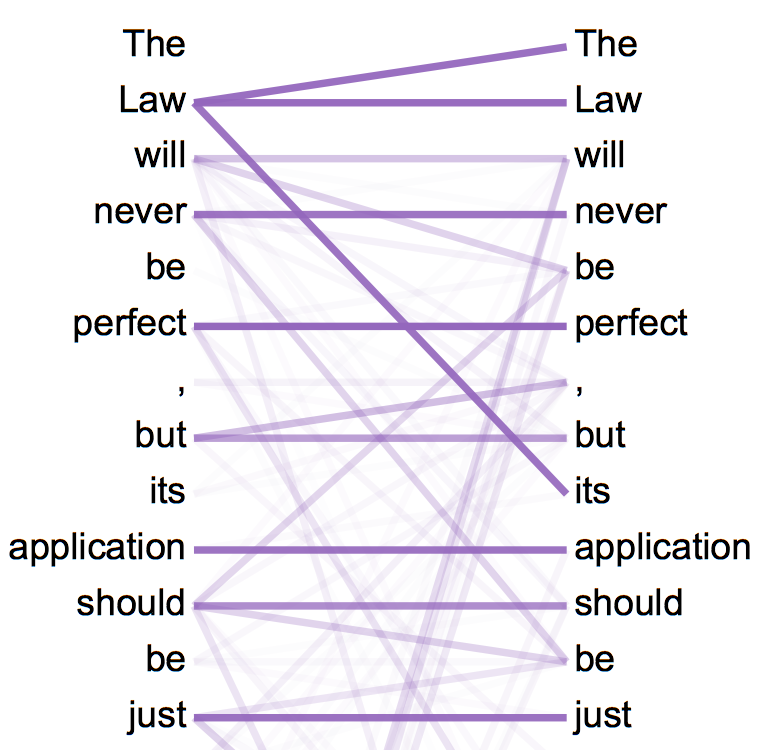 The The
Law Law
will will
never never
be be
perfect perfect
, ,
but but
its its
application application
should should
be be
just just